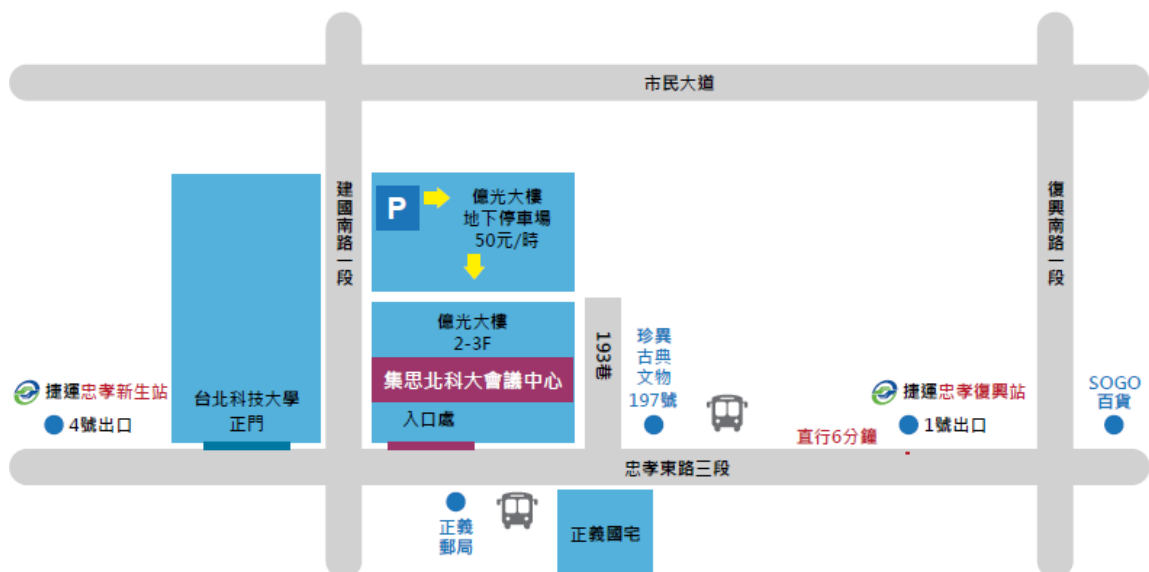 市民大道
建國南路一段
復興南路一段
P
億光大樓
地下停車場
50元/時
億光大樓
2-3F
集思北科大會議中心
入口處
193巷
珍異
古典
文物
197號
捷運忠孝新生站
4號出口
台北科技大學
正門
捷運忠孝復興站
1號出口
直行6分鐘
SOGO
百貨
忠孝東路三段
正義
郵局
正義國宅